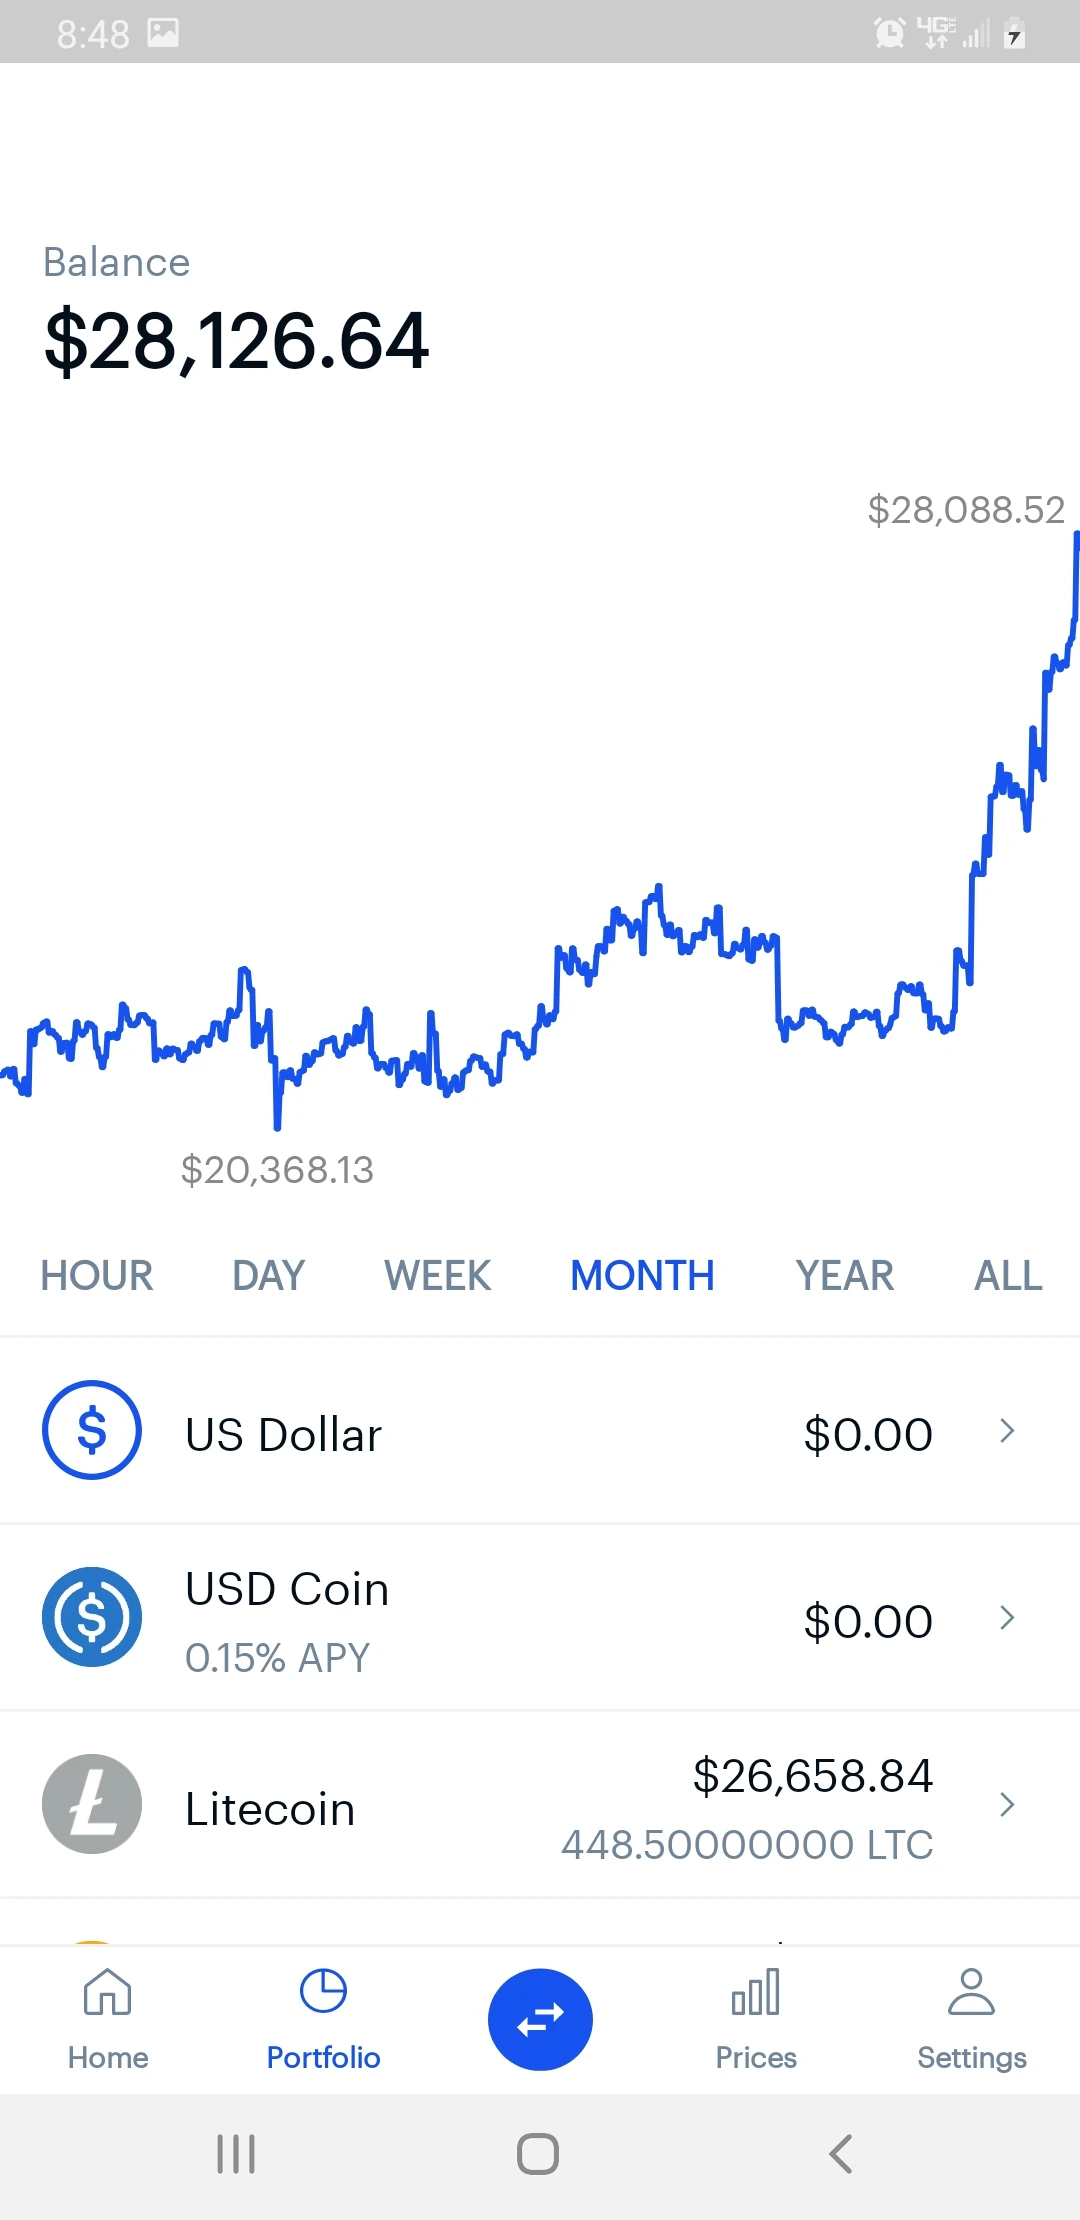 8:48
4G LTE
Balance
$28,126.64
$28,088.52
$20,368.13
HOUR DAY WEEK MONTH YEAR ALL
US Dollar $0.00
USD Coin
0.15% APY
$0.00
Litecoin
$26,658.84
448.50000000 LTC
Home Portfolio Prices Settings